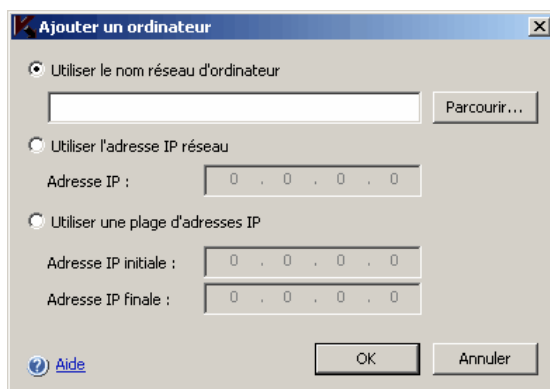 Ajouter un ordinateur
Utiliser le nom réseau d'ordinateur
Parcourir...
Utiliser l'adresse IP réseau
Adresse IP : 0 . 0 . 0 . 0
Utiliser une plage d'adresses IP
Adresse IP initiale : 0 . 0 . 0 . 0
Adresse IP finale : 0 . 0 . 0 . 0
Aide OK Annuler